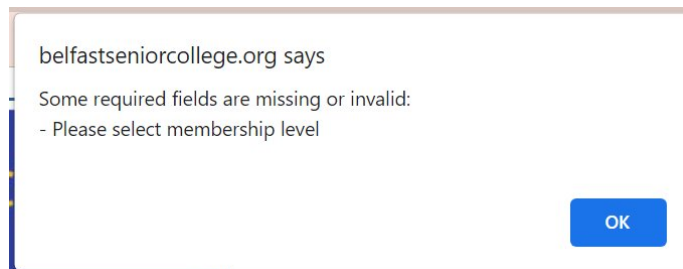 belfastseniorcollege.org says
Some required fields are missing or invalid:
- Please select membership level
OK